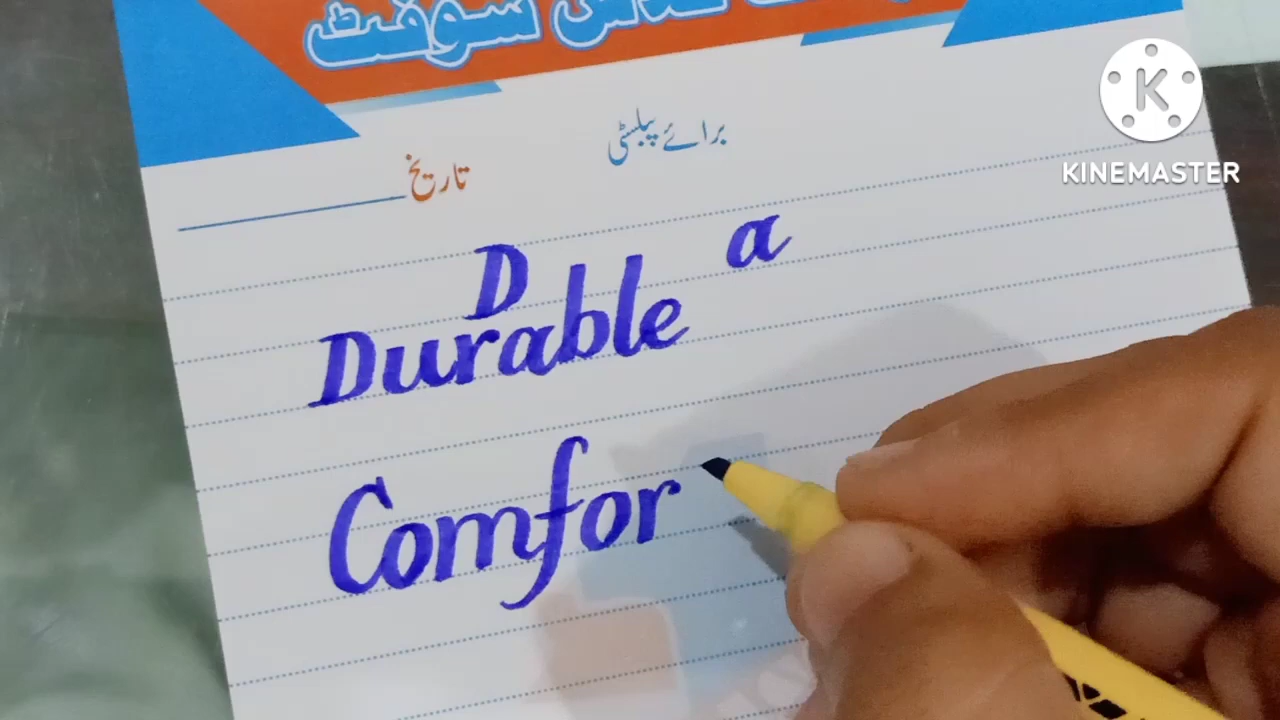 سوفٹ
KINEMASTER
برائے پبلسٹی
تاریخ
D a
Durable
Comfor